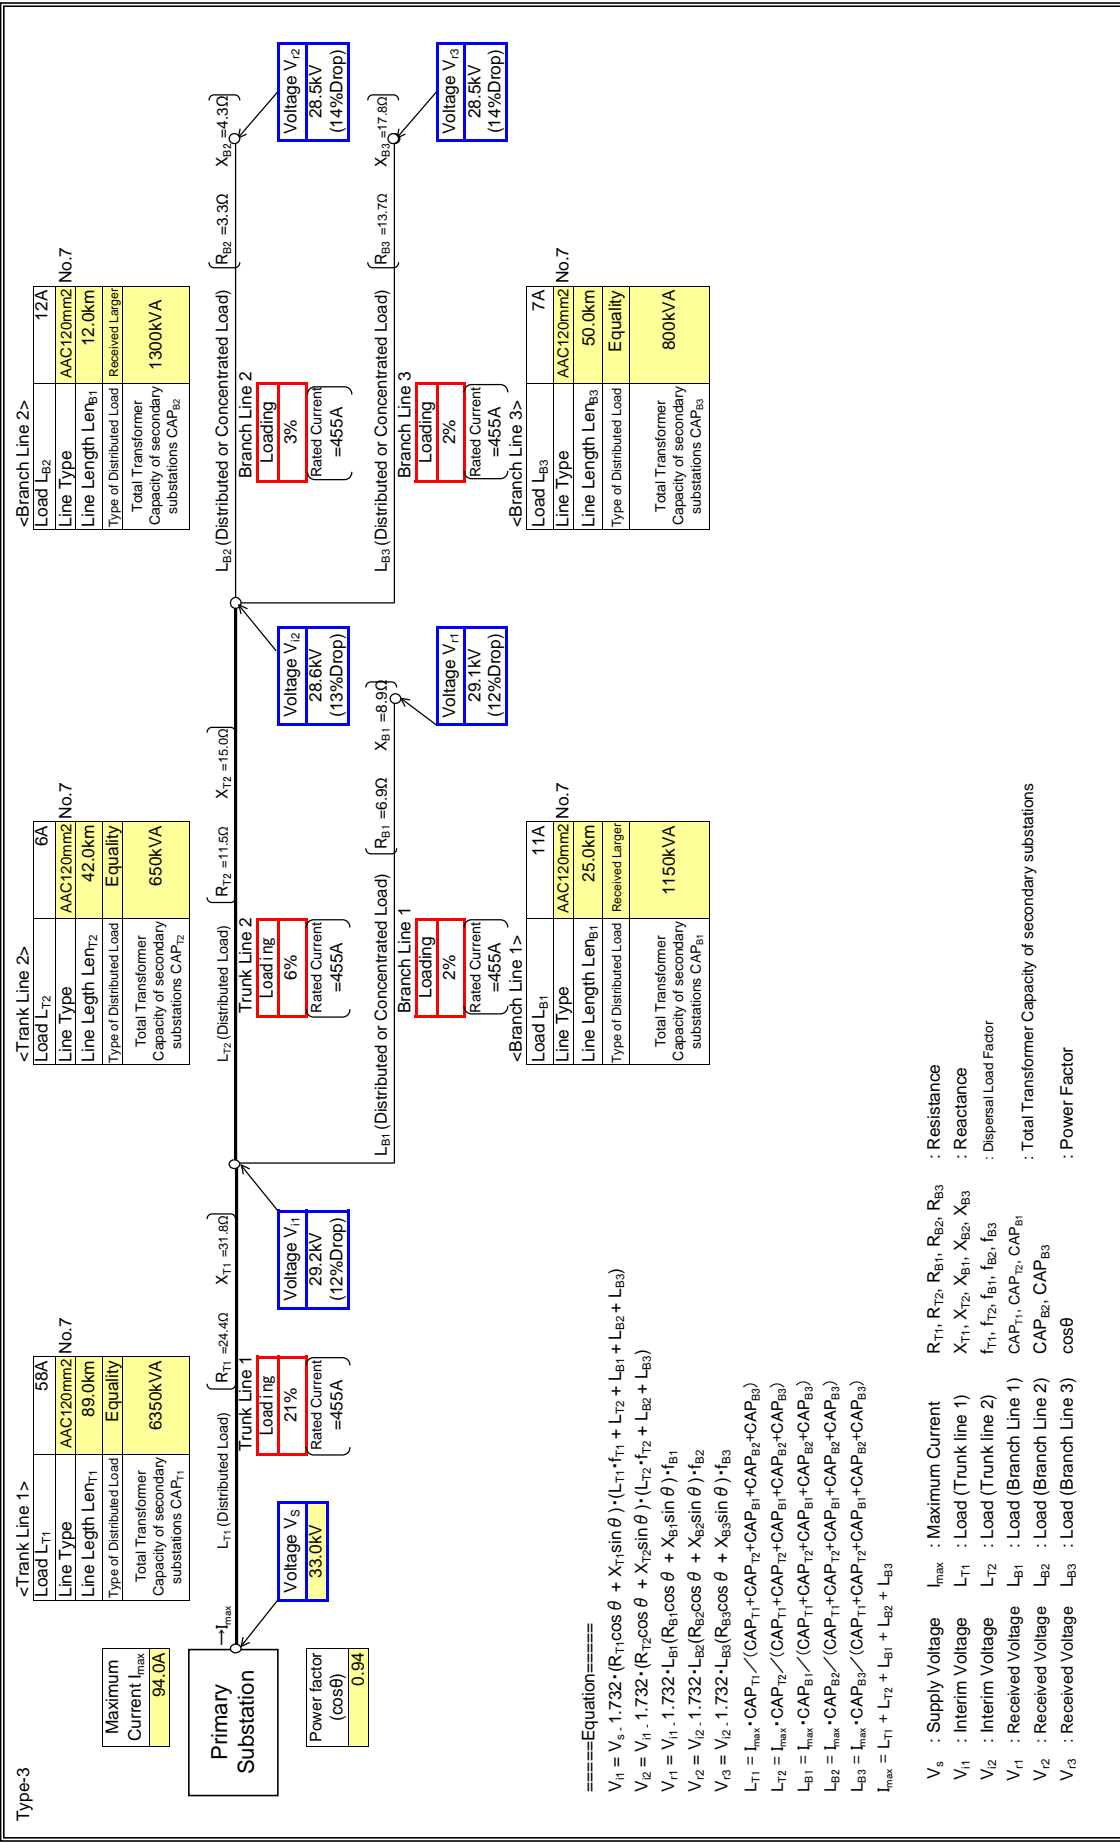 Type-3
Maximum
Current Imax
94.0A
Primary
Substation
Power factor
(cosθ)
0.94
→Imax
Voltage Vs
33.0kV
<Trank Line 1>
Load LT1 58A
Line Type AAC120mm2 No.7
Line Legth LenT1 89.0km
Type of Distributed Load Equality
Total Transformer
Capacity of secondary
substations CAPT1
6350kVA
LT1 (Distributed Load)
RT1 =24.4Ω XT1 =31.8Ω
Trunk Line 1
Loading
21%
Rated Current
=455A
Voltage Vi1
29.2kV
(12%Drop)
<Trank Line 2>
Load LT2 6A
Line Type AAC120mm2 No.7
Line Legth LenT2 42.0km
Type of Distributed Load Equality
Total Transformer
Capacity of secondary
substations CAPT2
650kVA
LT2 (Distributed Load)
RT2 =11.5Ω XT2 =15.0Ω
Trunk Line 2
Loading
6%
Rated Current
=455A
Voltage Vi2
28.6kV
(13%Drop)
LB1 (Distributed or Concentrated Load)
RB1 =6.9Ω XB1 =8.9Ω
Branch Line 1
Loading
2%
Rated Current
=455A
Voltage Vr1
29.1kV
(12%Drop)
<Branch Line 1>
Load LB1 11A
Line Type AAC120mm2 No.7
Line Length LenB1 25.0km
Type of Distributed Load Received Larger
Total Transformer
Capacity of secondary
substations CAPB1
1150kVA
<Branch Line 2>
Load LB2 12A
Line Type AAC120mm2 No.7
Line Length LenB1 12.0km
Type of Distributed Load Received Larger
Total Transformer
Capacity of secondary
substations CAPB2
1300kVA
LB2 (Distributed or Concentrated Load)
RB2 =3.3Ω XB2 =4.3Ω
Branch Line 2
Loading
3%
Rated Current
=455A
Voltage Vr2
28.5kV
(14%Drop)
LB3 (Distributed or Concentrated Load)
RB3 =13.7Ω XB3 =17.8Ω
Branch Line 3
Loading
2%
Rated Current
=455A
Voltage Vr3
28.5kV
(14%Drop)
<Branch Line 3>
Load LB3 7A
Line Type AAC120mm2 No.7
Line Length LenB3 50.0km
Type of Distributed Load Equality
Total Transformer
Capacity of secondary
substations CAPB3
800kVA
=====Equation=====
Vi1 = Vs - 1.732・(RT1cos θ + XT1sin θ)・(LT1・fT1 + LT2 + LB1 + LB2 + LB3)
Vi2 = Vi1 - 1.732・(RT2cos θ + XT2sin θ)・(LT2・fT2 + LB2 + LB3)
Vr1 = Vi1 - 1.732・LB1(RB1cos θ + XB1sin θ)・fB1
Vr2 = Vi2 - 1.732・LB2(RB2cos θ + XB2sin θ)・fB2
Vr3 = Vi2 - 1.732・LB3(RB3cos θ + XB3sin θ)・fB3
LT1 = Imax・CAPT1／(CAPT1+CAPT2+CAPB1+CAPB2+CAPB3)
LT2 = Imax・CAPT2／(CAPT1+CAPT2+CAPB1+CAPB2+CAPB3)
LB1 = Imax・CAPB1／(CAPT1+CAPT2+CAPB1+CAPB2+CAPB3)
LB2 = Imax・CAPB2／(CAPT1+CAPT2+CAPB1+CAPB2+CAPB3)
LB3 = Imax・CAPB3／(CAPT1+CAPT2+CAPB1+CAPB2+CAPB3)
Imax = LT1 + LT2 + LB1 + LB2 + LB3
Vs : Supply Voltage Imax : Maximum Current RT1, RT2, RB1, RB2, RB3 : Resistance
Vi1 : Interim Voltage LT1 : Load (Trunk line 1) XT1, XT2, XB1, XB2, XB3 : Reactance
Vi2 : Interim Voltage LT2 : Load (Trunk line 2) fT1, fT2, fB1, fB2, fB3 : Dispersal Load Factor
Vr1 : Received Voltage LB1 : Load (Branch Line 1) CAPT1, CAPT2, CAPB1
Vr2 : Received Voltage LB2 : Load (Branch Line 2) CAPB2, CAPB3 : Total Transformer Capacity of secondary substations
Vr3 : Received Voltage LB3 : Load (Branch Line 3) cosθ : Power Factor